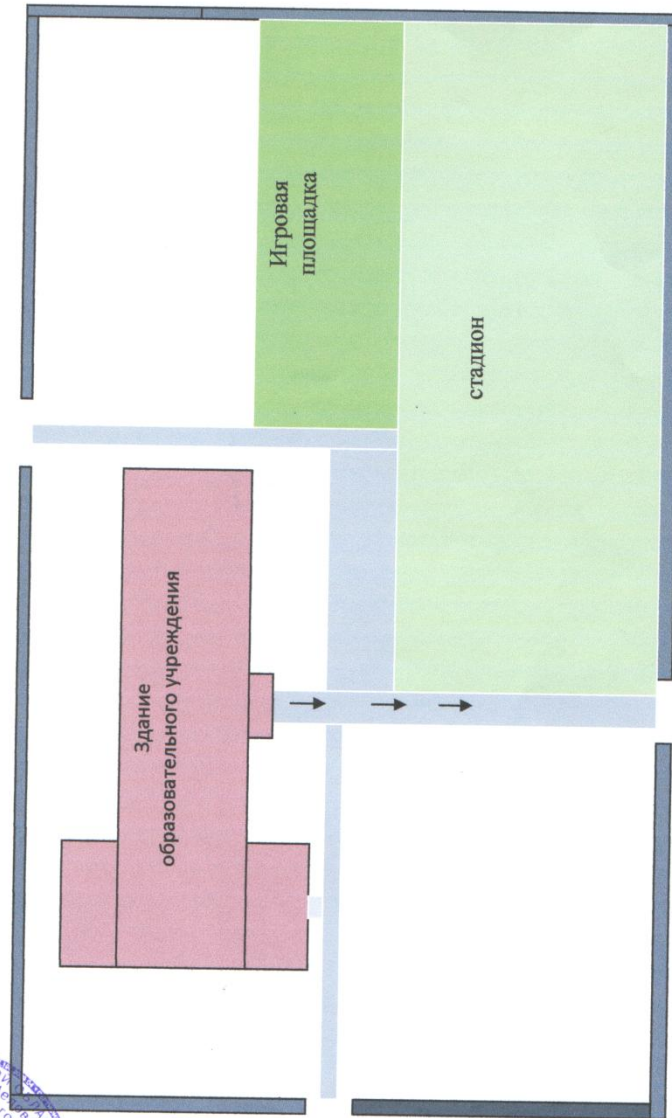 Игровая
площадка
стадион
Здание
образовательного учреждения